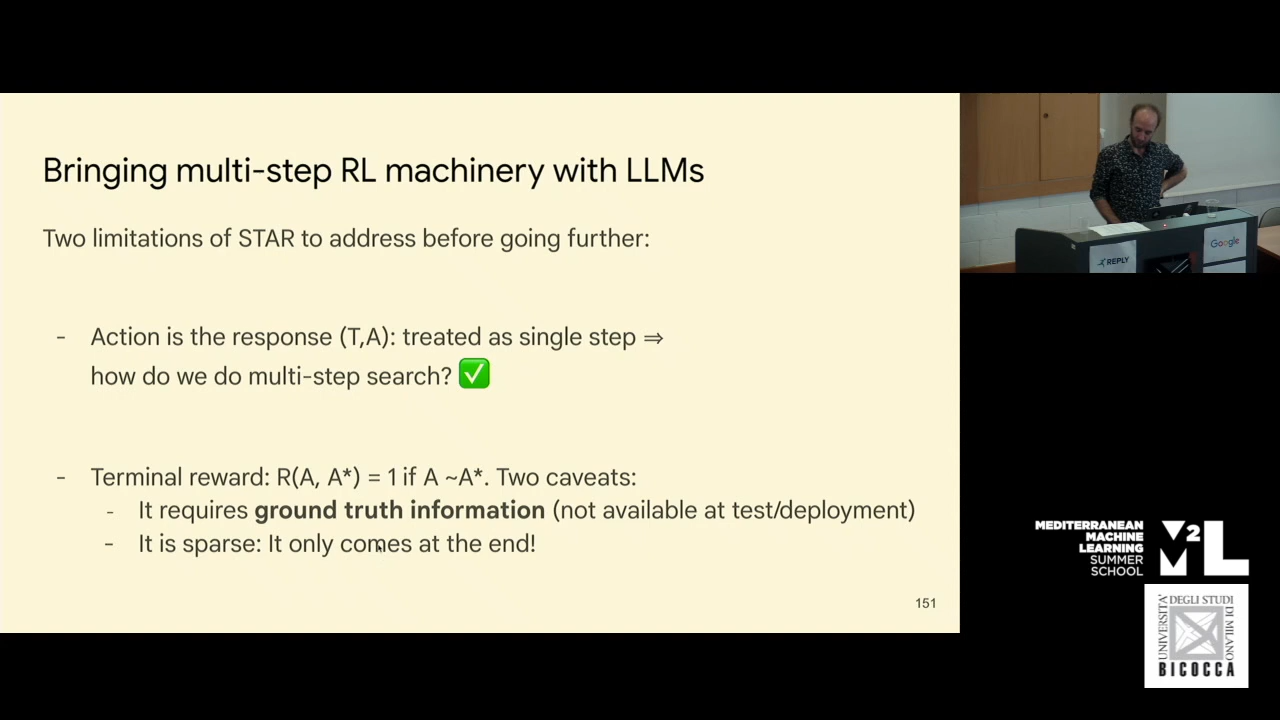 Bringing multi-step RL machinery with LLMs
Two limitations of STAR to address before going further:
- Action is the response (T,A): treated as single step ⇒
how do we do multi-step search? ✅
- Terminal reward: R(A, A*) = 1 if A ~A*. Two caveats:
- It requires ground truth information (not available at test/deployment)
- It is sparse: It only comes at the end!
151
REPLY
Google
MEDITERRANEAN
MACHINE
LEARNING
SUMMER
SCHOOL
M2L
UNIVERSITÀ
DEGLI STUDI
DI MILANO
BICOCCA